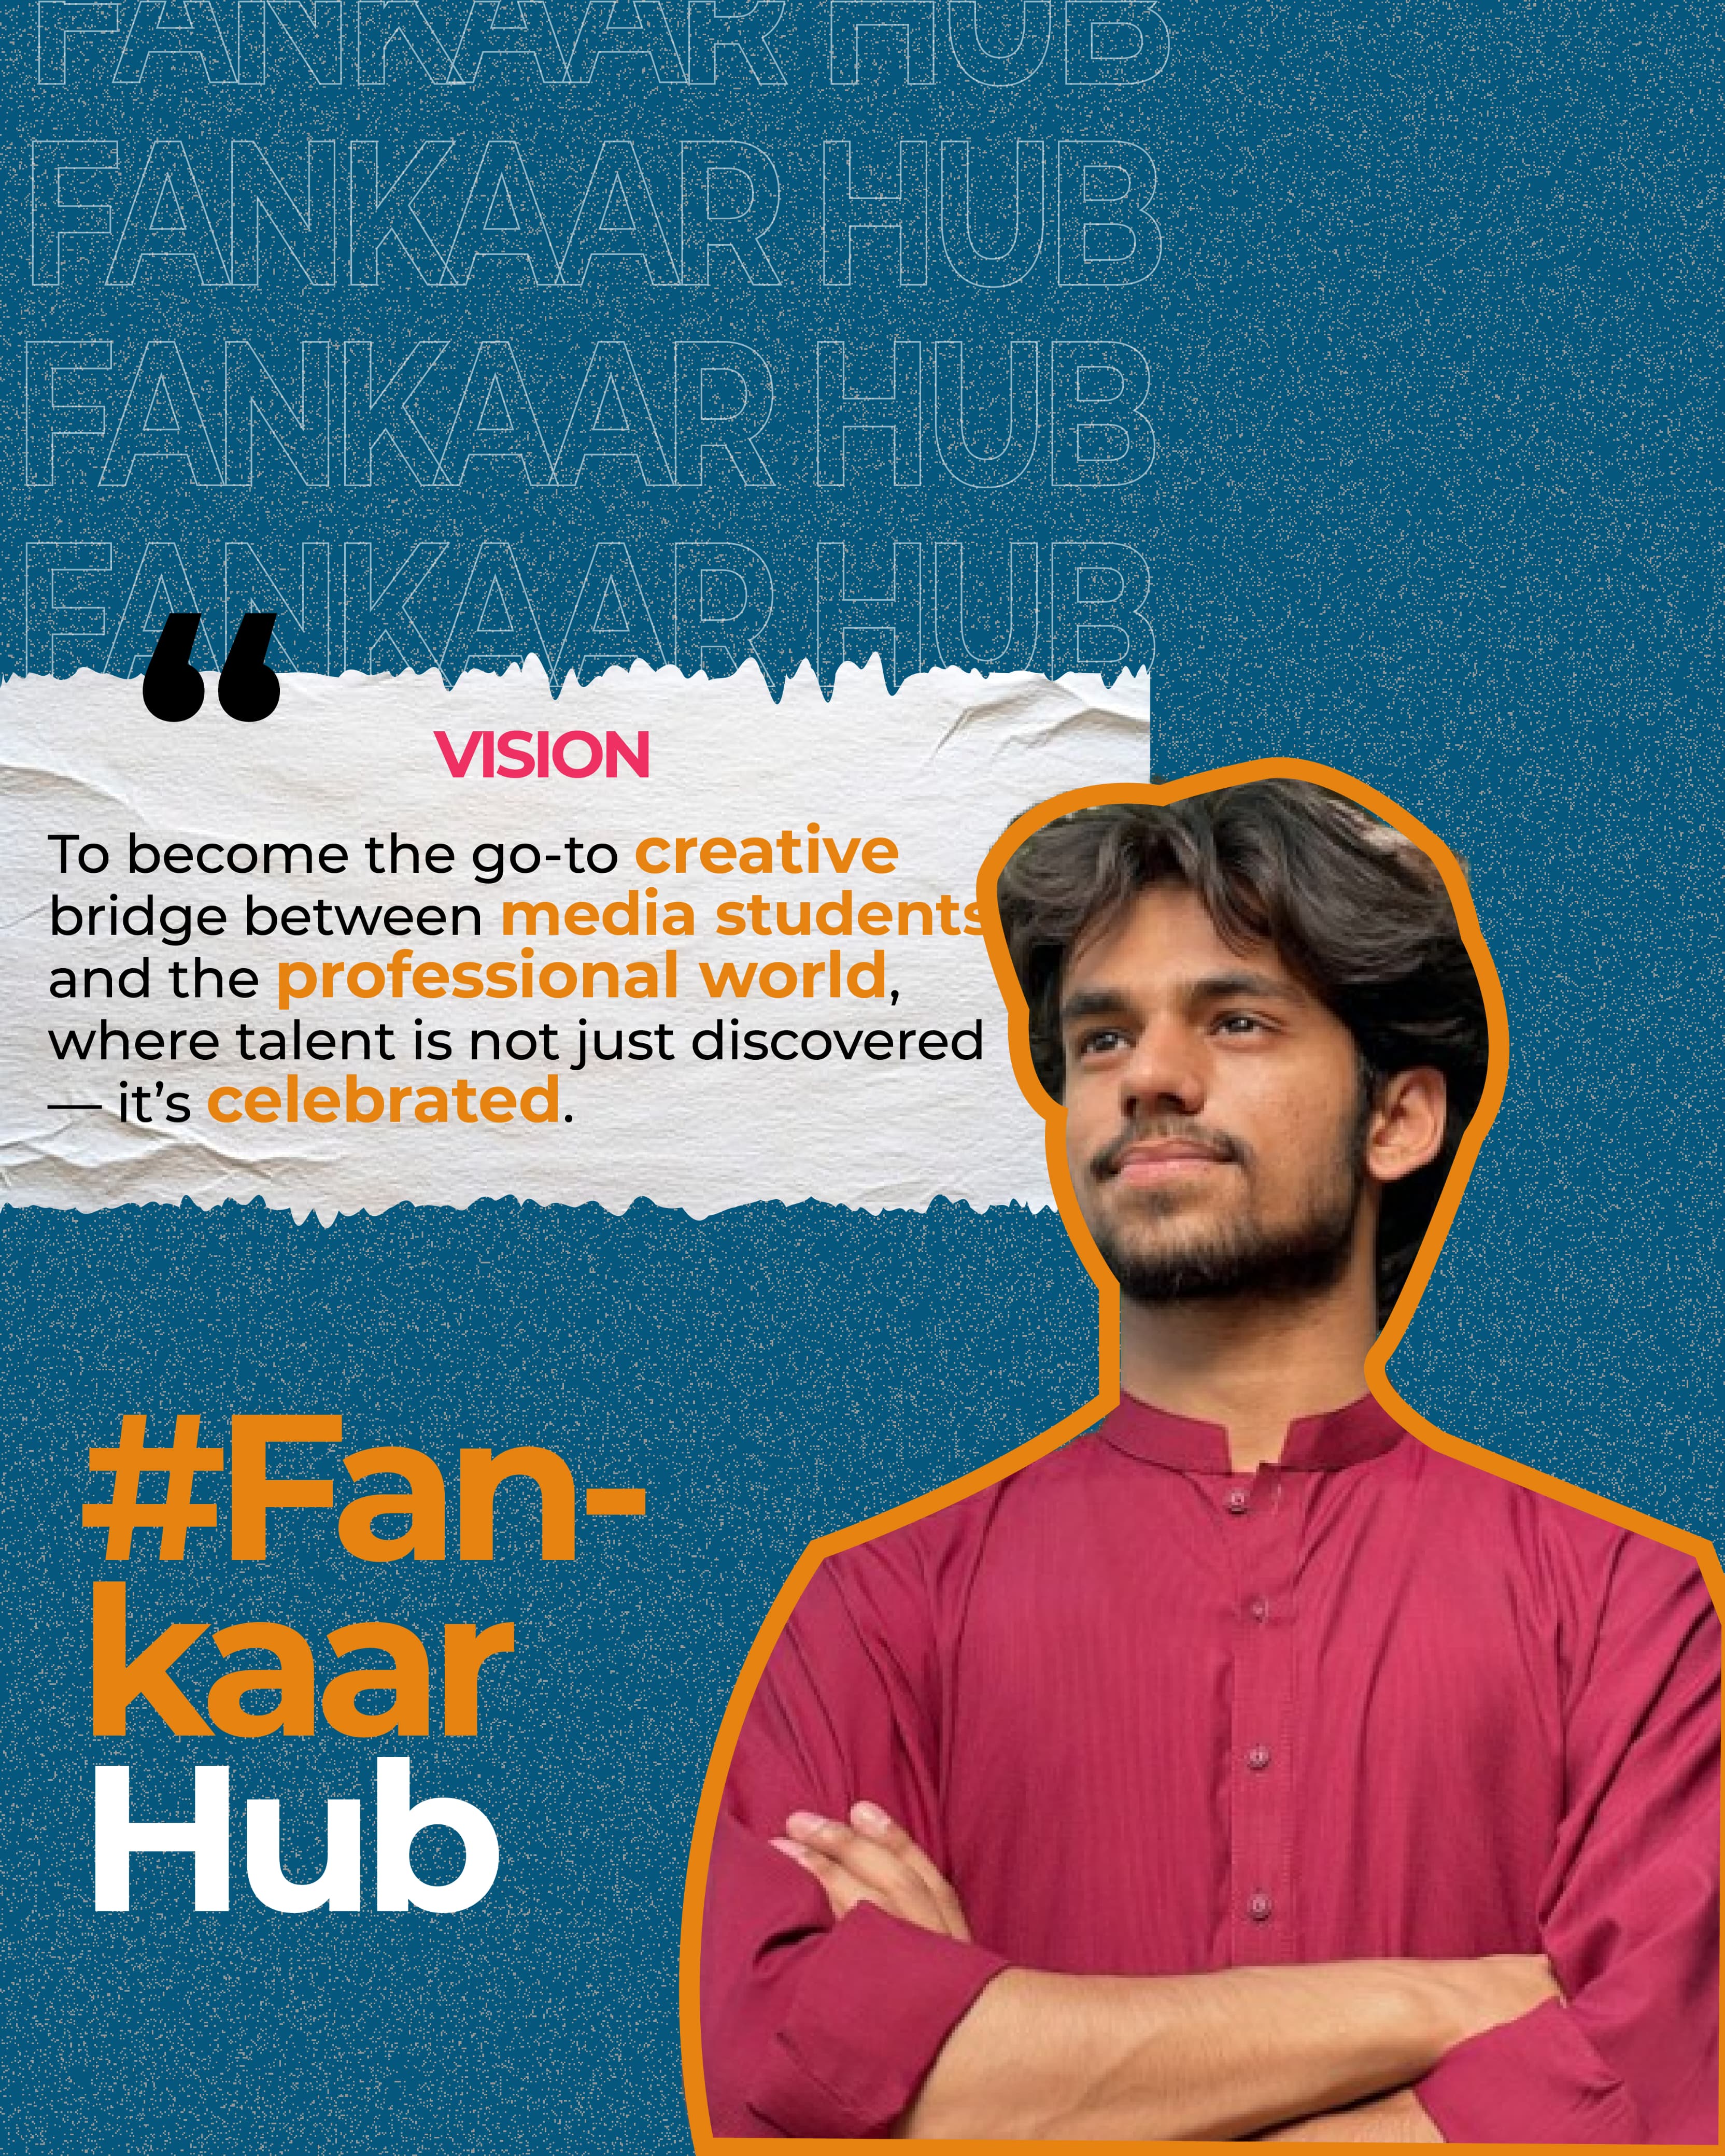 FANKAAR HUB
FANKAAR HUB
FANKAAR HUB
FANKAAR HUB
“
VISION
To become the go-to creative
bridge between media students
and the professional world,
where talent is not just discovered
— it’s celebrated.
#Fan-
kaar
Hub